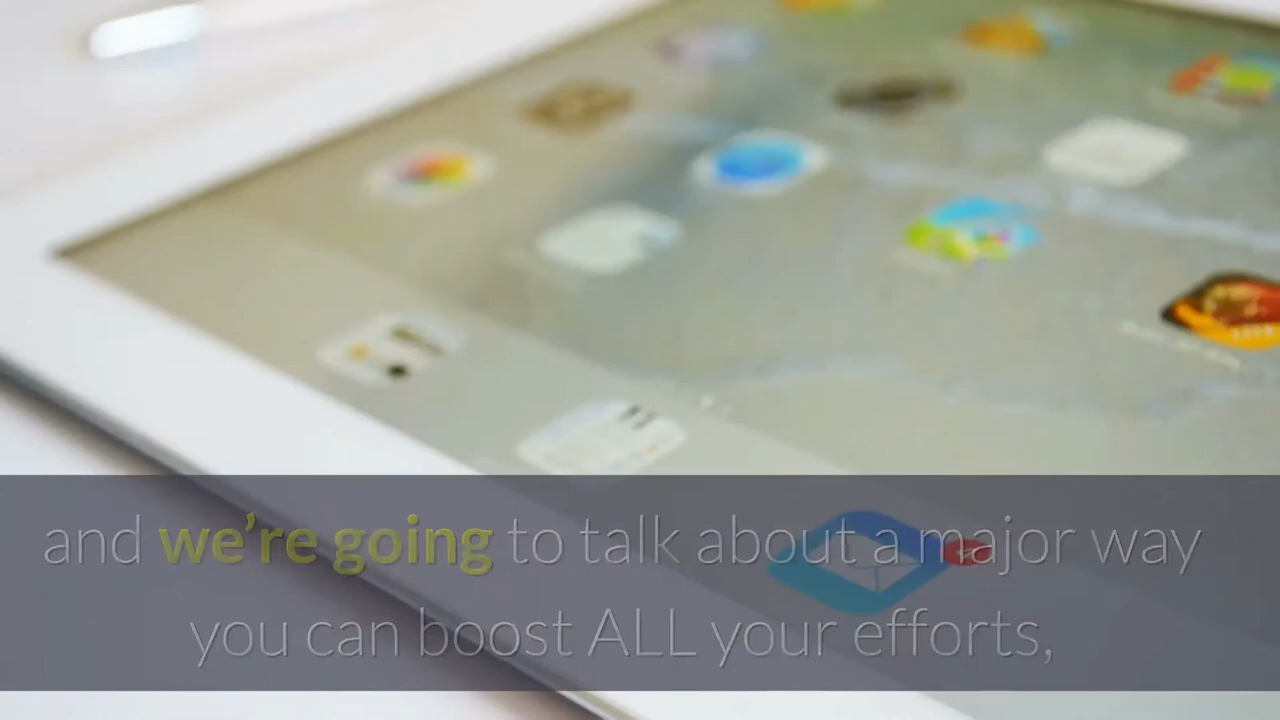 and we’re going to talk about a major way
you can boost ALL your efforts,